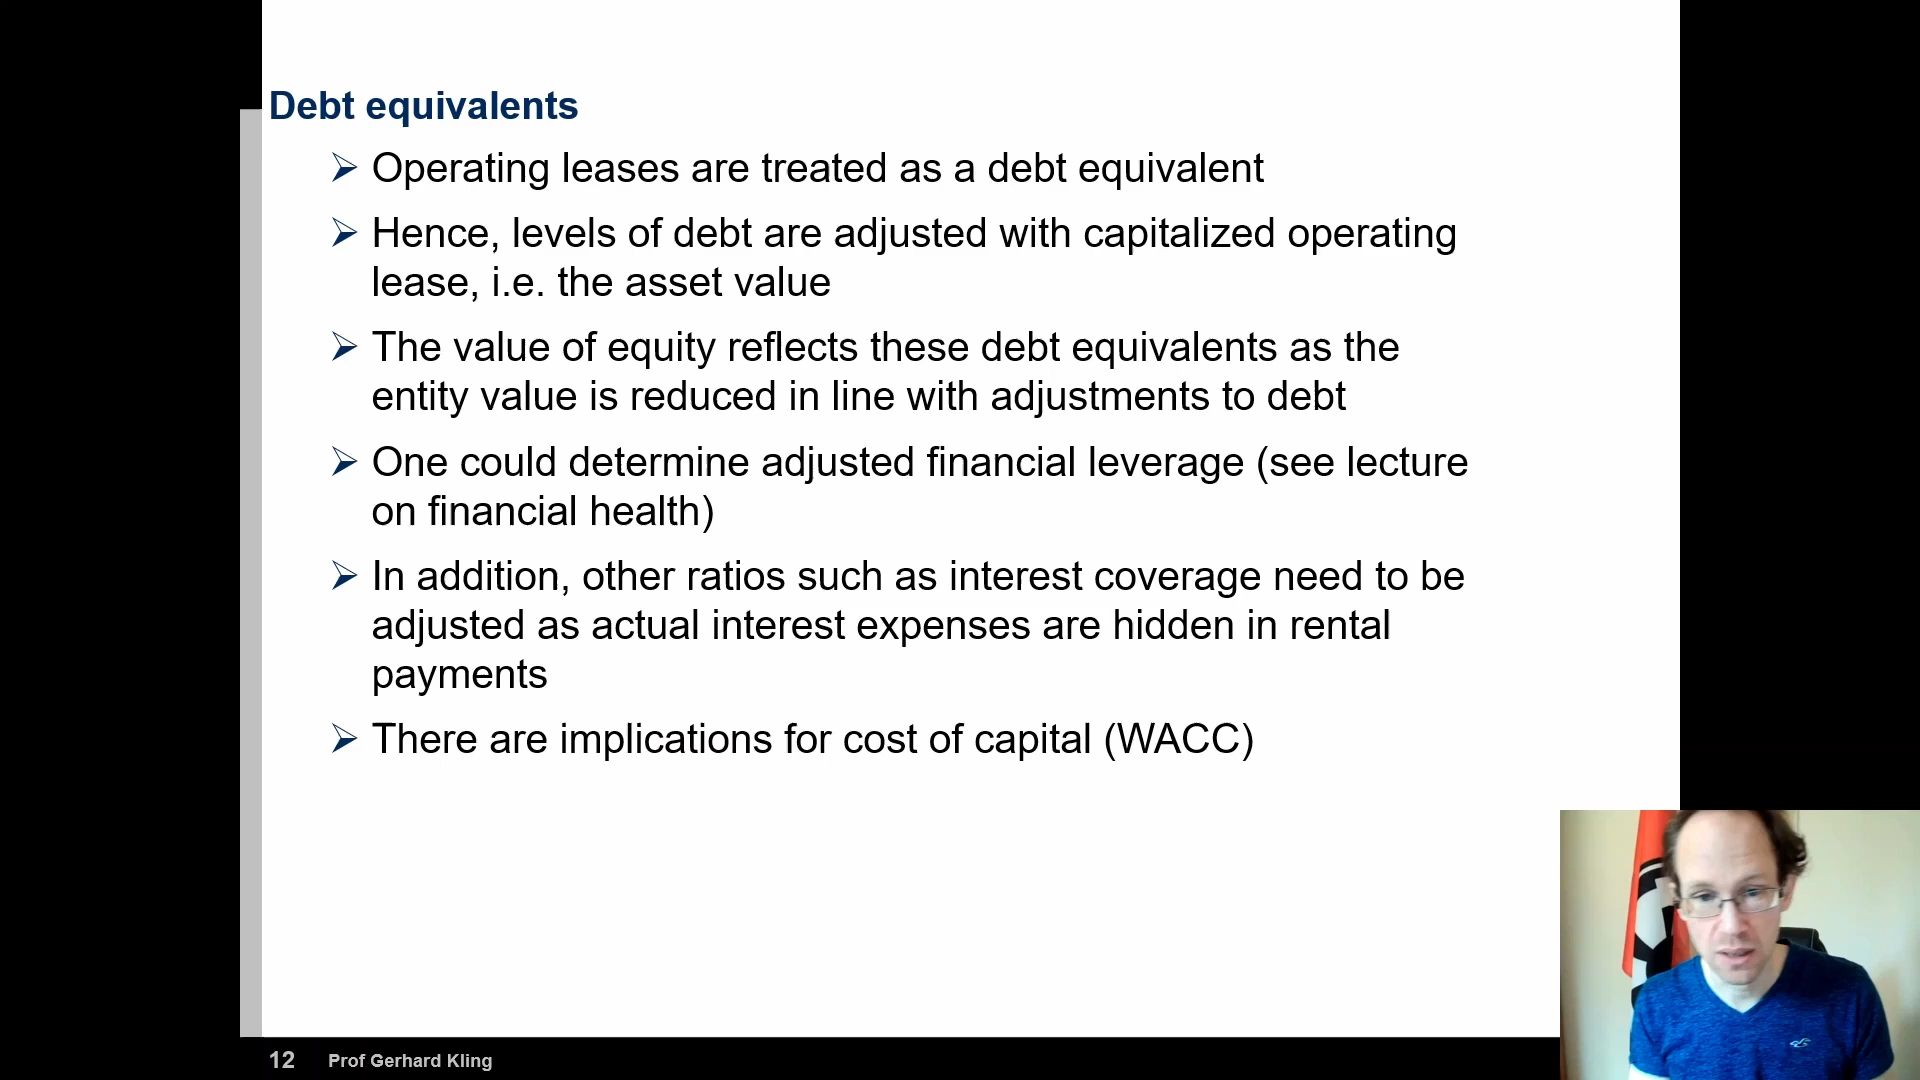 Debt equivalents
Operating leases are treated as a debt equivalent
Hence, levels of debt are adjusted with capitalized operating
lease, i.e. the asset value
The value of equity reflects these debt equivalents as the
entity value is reduced in line with adjustments to debt
One could determine adjusted financial leverage (see lecture
on financial health)
In addition, other ratios such as interest coverage need to be
adjusted as actual interest expenses are hidden in rental
payments
There are implications for cost of capital (WACC)
12 Prof Gerhard Kling